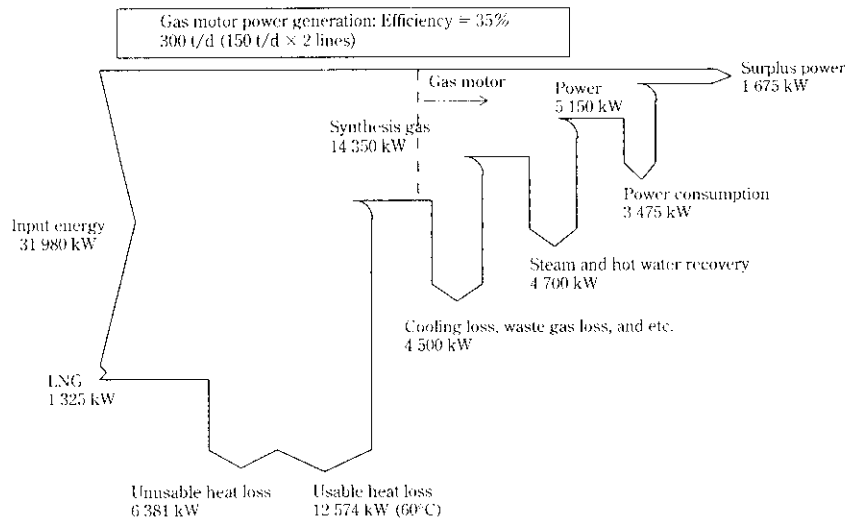 Gas motor power generation: Efficiency = 35%
300 t/d (150 t/d × 2 lines)
Surplus power
1 675 kW
Gas motor
Power
5 150 kW
Synthesis gas
14 350 kW
Power consumption
3 475 kW
Input energy
31 980 kW
Steam and hot water recovery
4 700 kW
Cooling loss, waste gas loss, and etc.
4 500 kW
LNG
1 325 kW
Unusable heat loss
6 381 kW
Usable heat loss
12 574 kW (60°C)